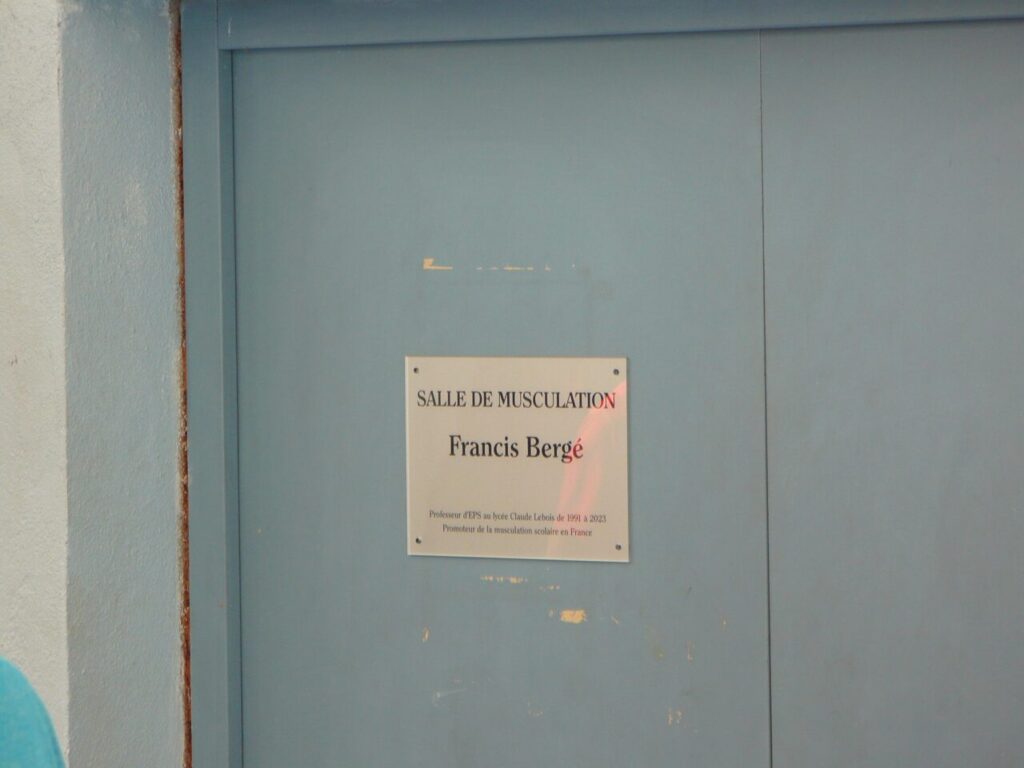 SALLE DE MUSCULATION
Francis Bergé
Professeur d'EPS au lycée Claude Lebois de 1991 à 2023
Promoteur de la musculation scolaire en France